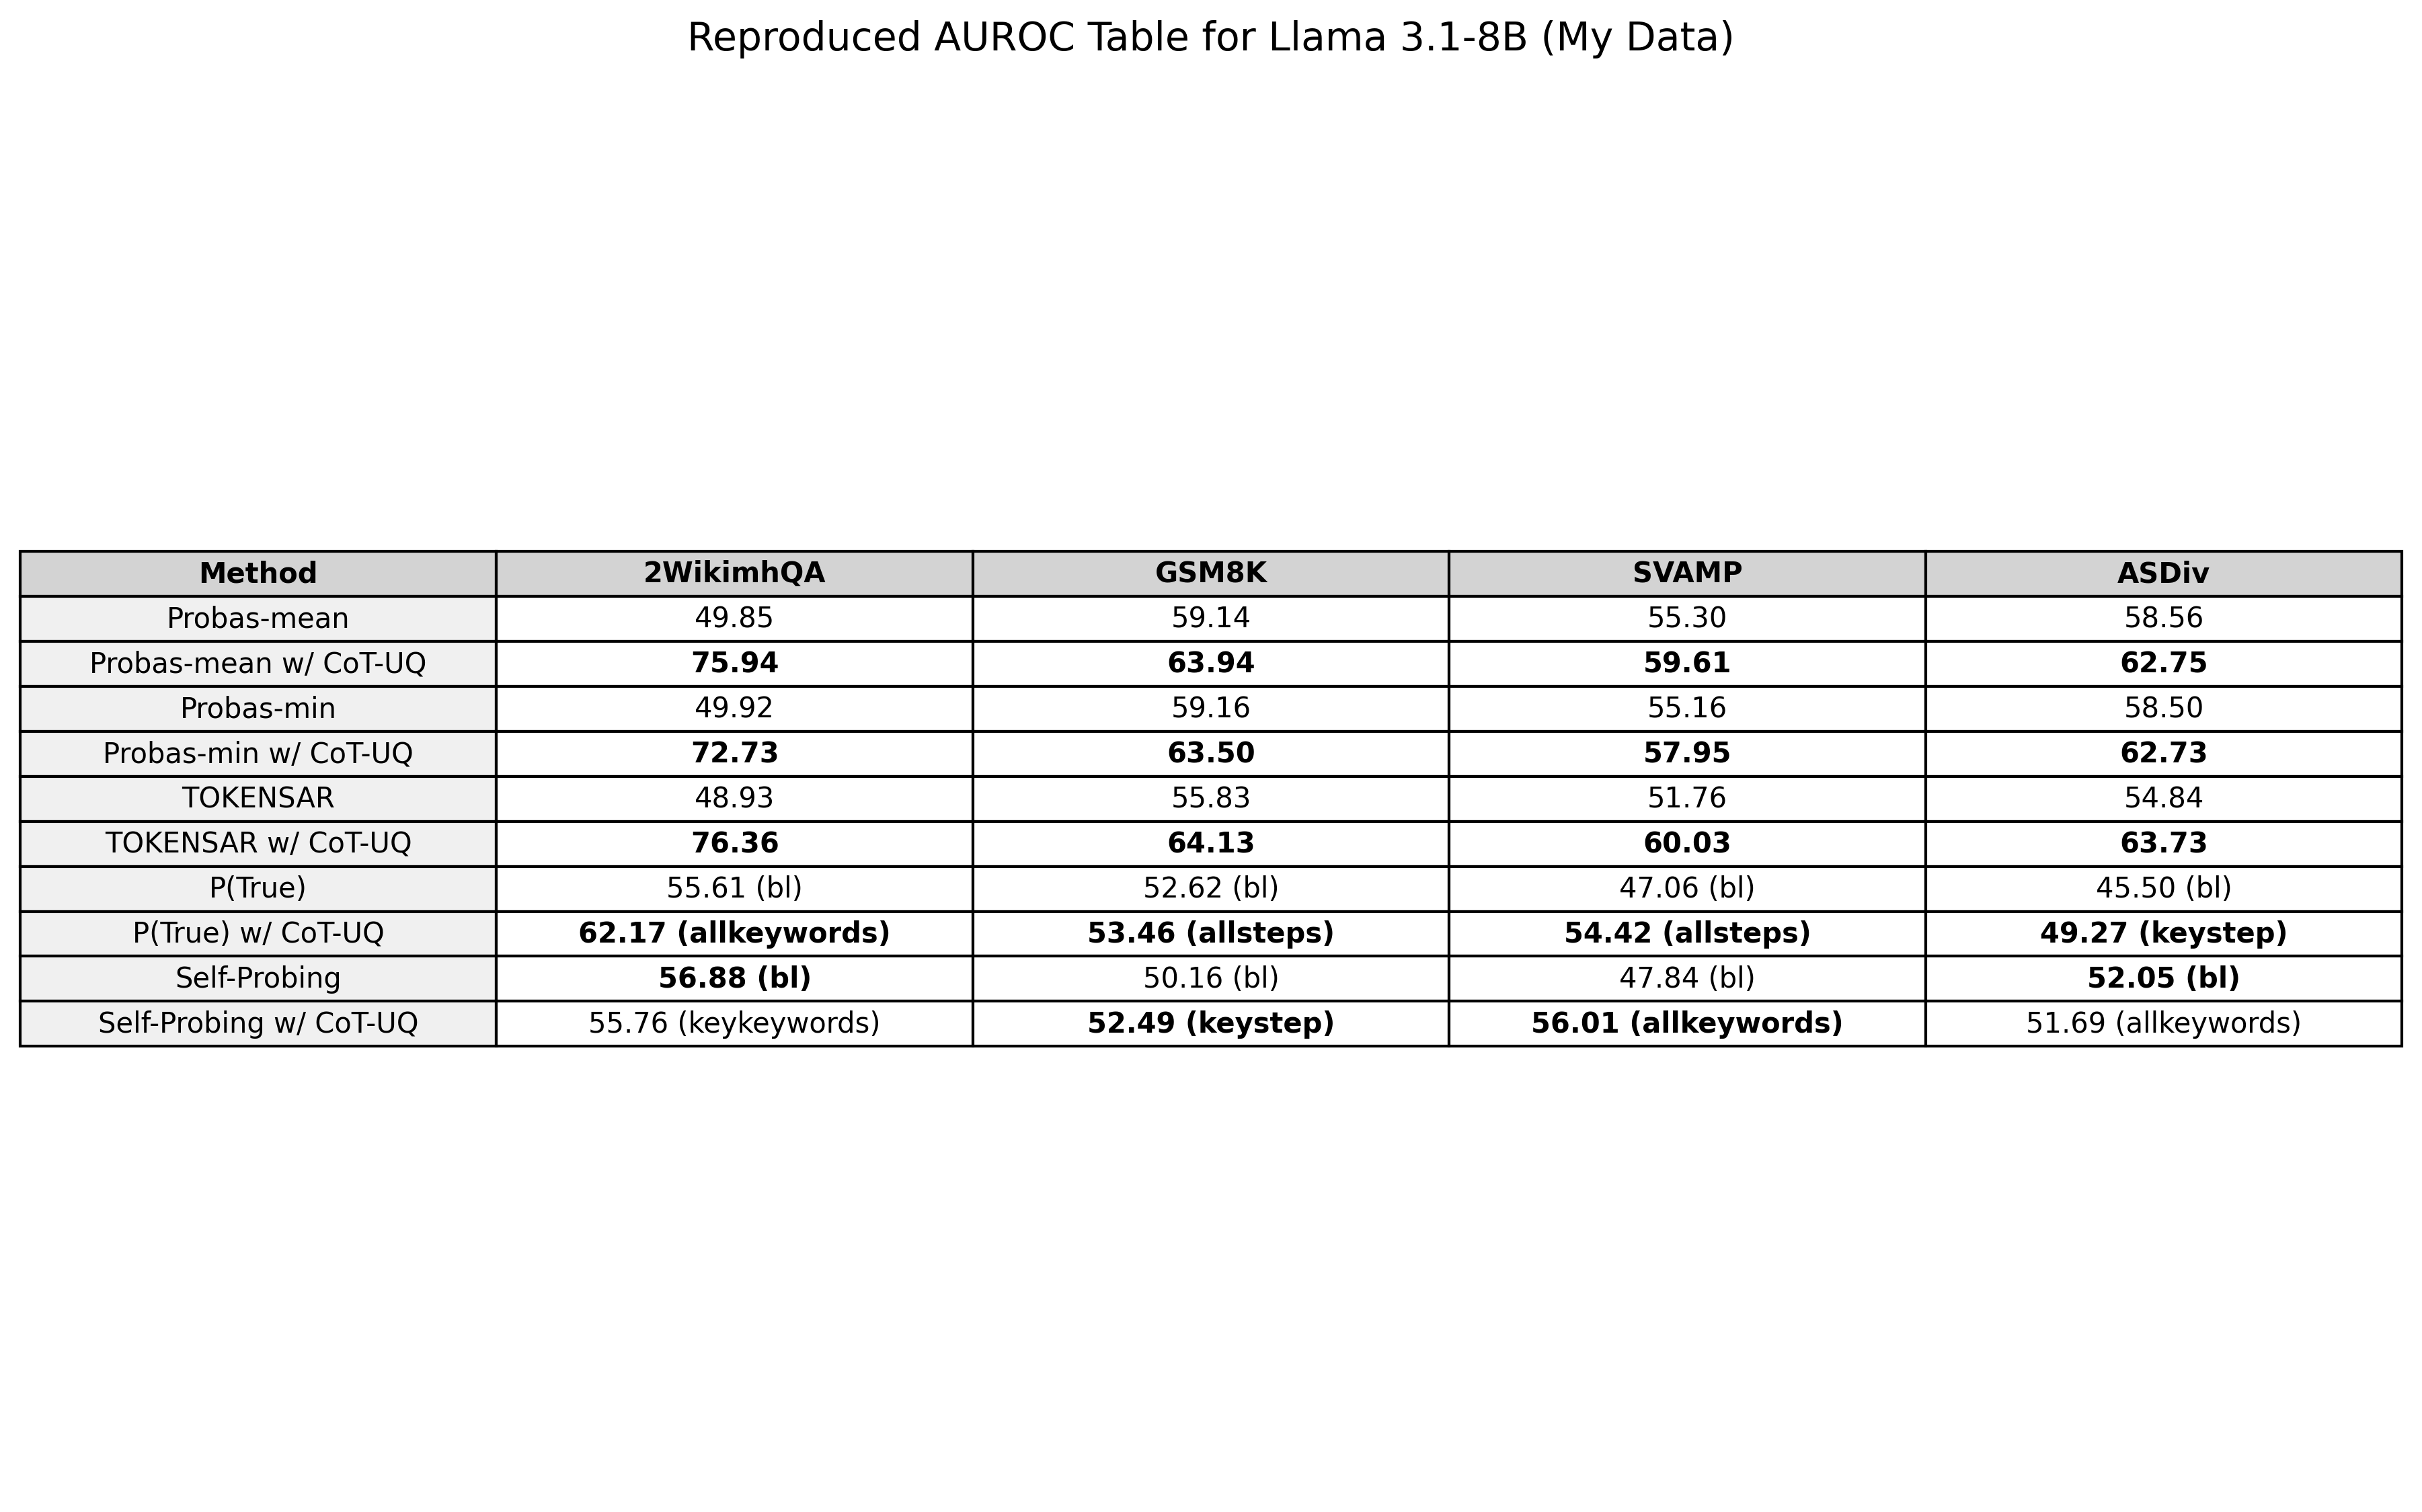 Reproduced AUROC Table for Llama 3.1-8B (My Data)
Method 2WikimhQA GSM8K SVAMP ASDiv
Probas-mean 49.85 59.14 55.30 58.56
Probas-mean w/ CoT-UQ 75.94 63.94 59.61 62.75
Probas-min 49.92 59.16 55.16 58.50
Probas-min w/ CoT-UQ 72.73 63.50 57.95 62.73
TOKENSAR 48.93 55.83 51.76 54.84
TOKENSAR w/ CoT-UQ 76.36 64.13 60.03 63.73
P(True) 55.61 (bl) 52.62 (bl) 47.06 (bl) 45.50 (bl)
P(True) w/ CoT-UQ 62.17 (allkeywords) 53.46 (allsteps) 54.42 (allsteps) 49.27 (keystep)
Self-Probing 56.88 (bl) 50.16 (bl) 47.84 (bl) 52.05 (bl)
Self-Probing w/ CoT-UQ 55.76 (keykeywords) 52.49 (keystep) 56.01 (allkeywords) 51.69 (allkeywords)